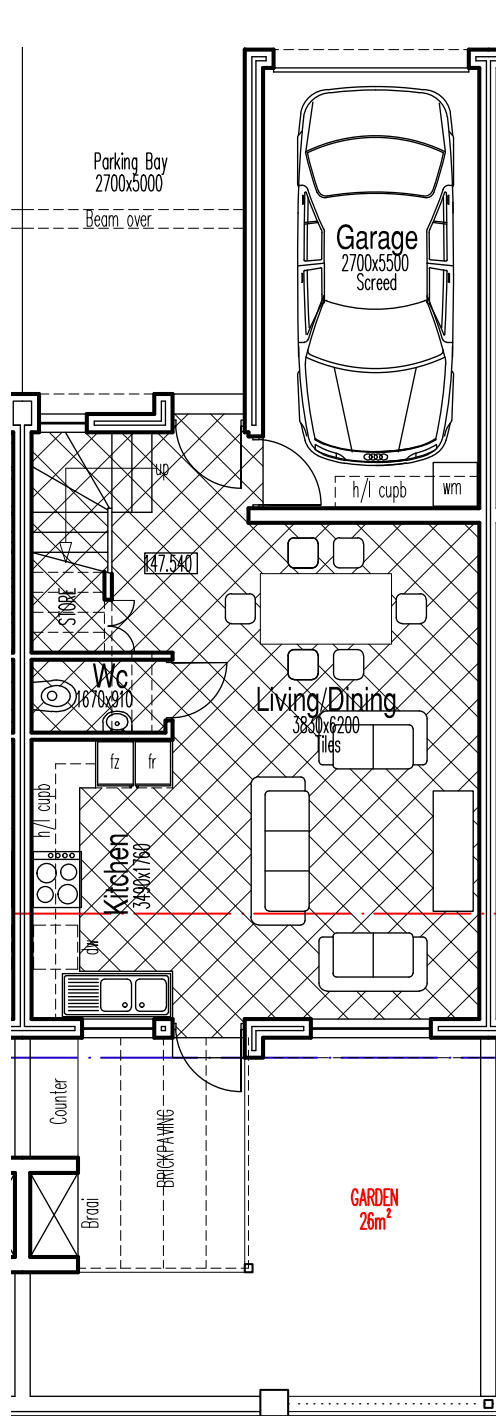 Parking Bay
2700x5000
Beam over
Garage
2700x5500
Screed
up
h/l cupb
wm
147.540
STORE
Wc
1670x910
Living/Dining
3830x6200
Tiles
fz
fr
h/l cupb
Kitchen
3490x1760
dw
Counter
BRICKPAVING
Braai
GARDEN
26m²